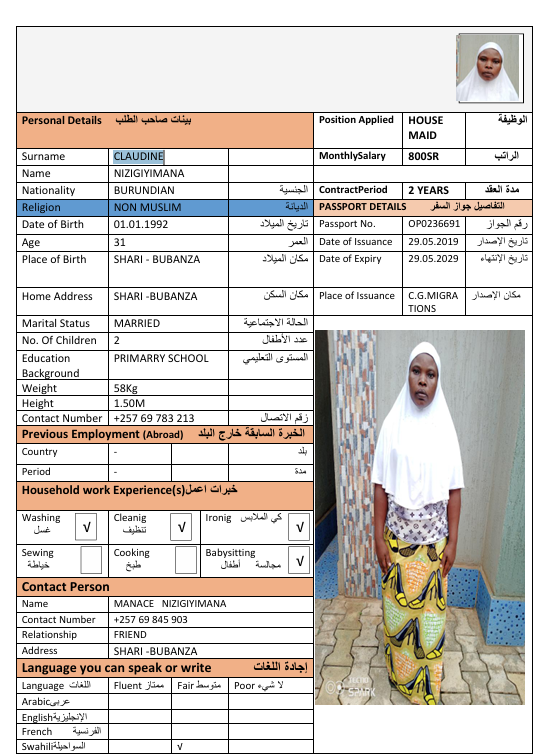 Personal Details بينات صاحب الطلب
Position Applied HOUSE MAID الوظيفة
Surname CLAUDINE
MonthlySalary 800SR الراتب
Name NIZIGIYIMANA
Nationality BURUNDIAN الجنسية
ContractPeriod 2 YEARS مدة العقد
Religion NON MUSLIM الديانة
PASSPORT DETAILS التفاصيل جواز السفر
Date of Birth 01.01.1992 تاريخ الميلاد
Passport No. OP0236691 رقم الجواز
Age 31 العمر
Date of Issuance 29.05.2019 تاريخ الإصدار
Place of Birth SHARI - BUBANZA مكان الميلاد
Date of Expiry 29.05.2029 تاريخ الإنتهاء
Home Address SHARI -BUBANZA مكان السكن
Place of Issuance C.G.MIGRA
TIONS مكان الإصدار
Marital Status MARRIED الحالة الاجتماعية
No. Of Children 2 عدد الأطفال
Education PRIMARRY SCHOOL المستوى التعليمي
Background
Weight 58Kg
Height 1.50M
Contact Number +257 69 783 213 زقم الاتصال
Previous Employment (Abroad) الخبرة السابقة خارج البلد
Country - بلد
Period - مدة
Household work Experience(s)خبرات اعمل
Washing √ Cleanig √ Ironig كي الملابس √
غسل تنظيف
Sewing Cooking Babysitting √
خياطة طبخ مجالسة أطفال
Contact Person
Name MANACE NIZIGIYIMANA
Contact Number +257 69 845 903
Relationship FRIEND
Address SHARI -BUBANZA
Language you can speak or write إجادة اللغات
Language اللغات Fluent ممتاز Fair متوسط Poor لا شيء
Arabicعربى
Englishالإنجليزية
French الفرنسية
Swahiliالسواحيلية √
SPARK